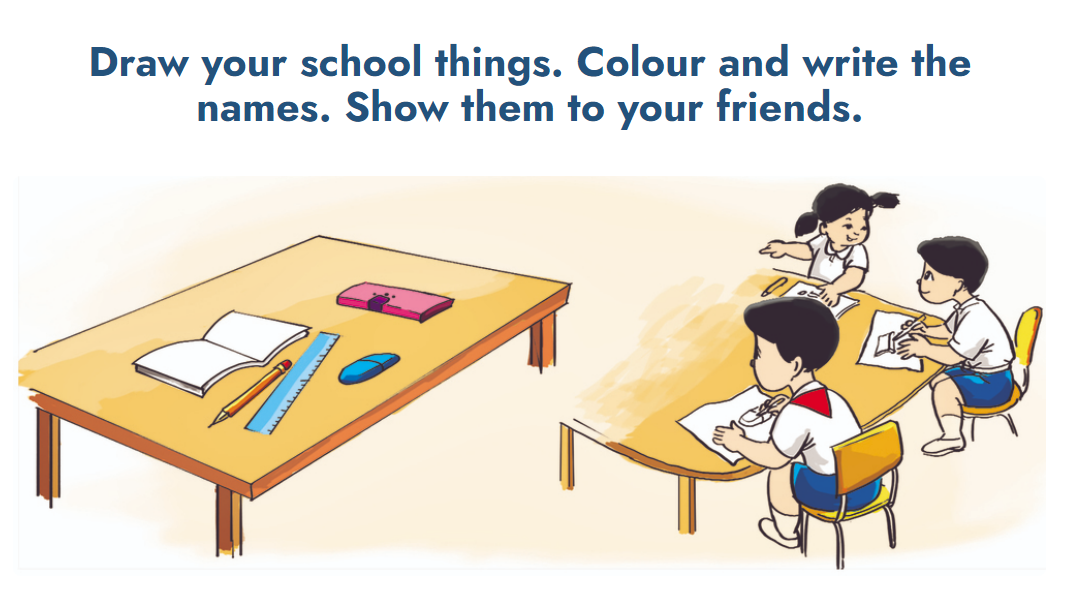 Draw your school things. Colour and write the
names. Show them to your friends.